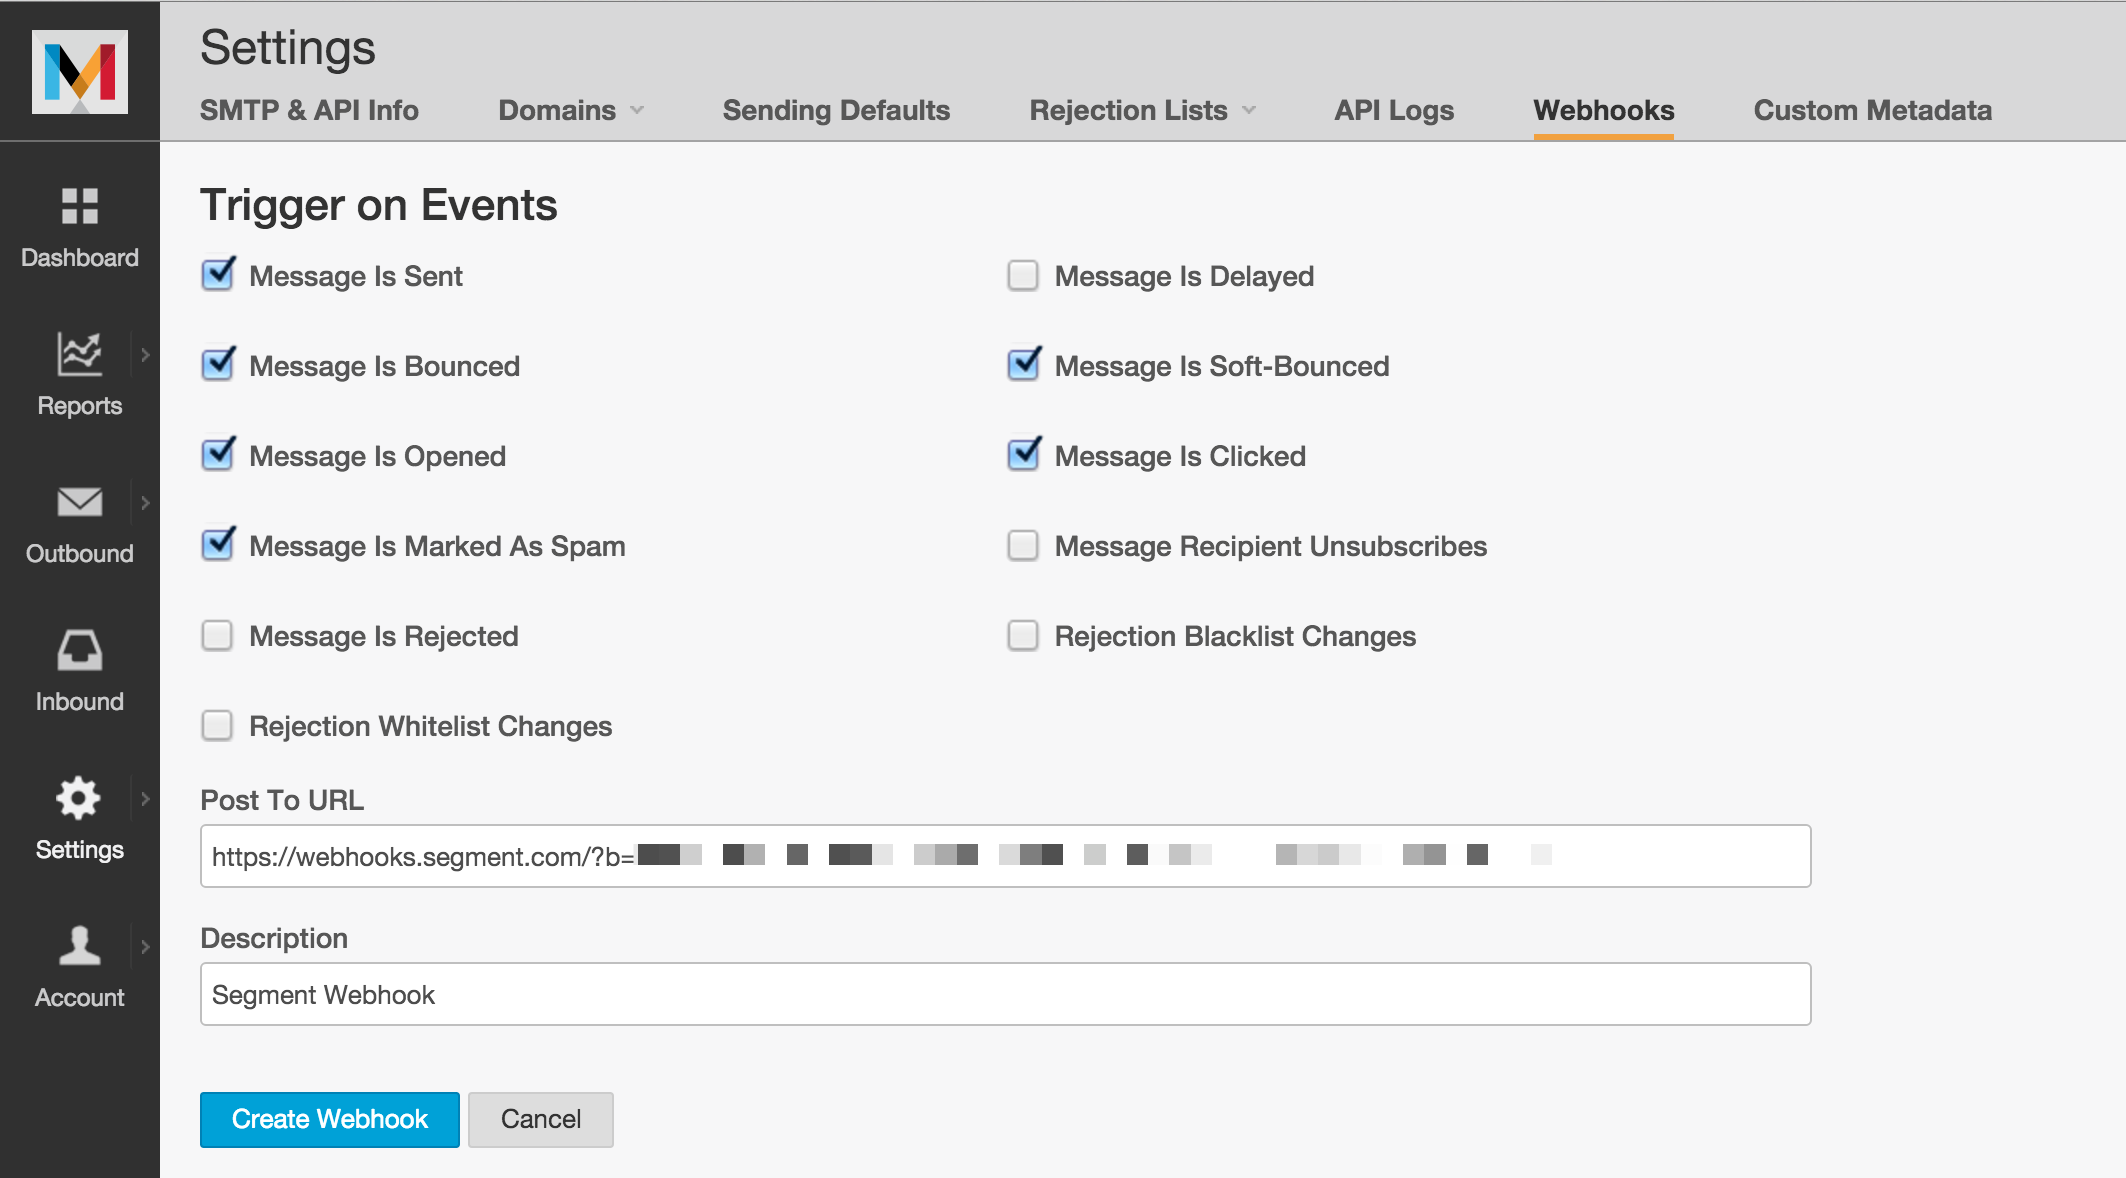 Settings
SMTP & API Info Domains Sending Defaults Rejection Lists API Logs Webhooks Custom Metadata
Dashboard
Reports
Outbound
Inbound
Settings
Account
Trigger on Events
Message Is Sent
Message Is Delayed
Message Is Bounced
Message Is Soft-Bounced
Message Is Opened
Message Is Clicked
Message Is Marked As Spam
Message Recipient Unsubscribes
Message Is Rejected
Rejection Blacklist Changes
Rejection Whitelist Changes
Post To URL
https://webhooks.segment.com/?b=
Description
Segment Webhook
Create Webhook
Cancel